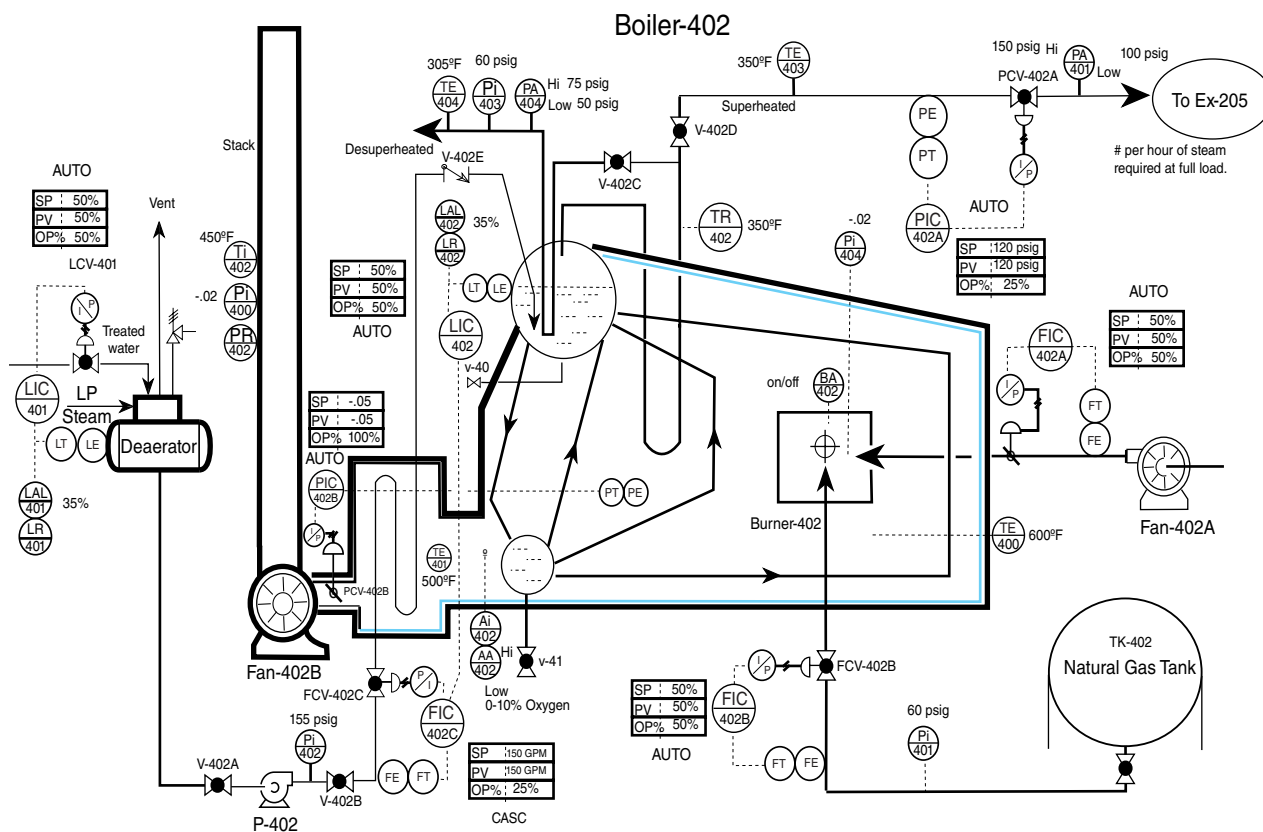 Boiler-402
Stack
AUTO
SP 50%
PV 50%
OP% 50%
LCV-401
Vent
450ºF
Ti
402
-.02
Pi
400
PR
402
I
P
Treated
water
LIC
401
LP
Steam
LT
LE
Deaerator
LAL
401
35%
LR
401
305ºF
TE
404
60 psig
Pi
403
PA
404
Hi 75 psig
Low 50 psig
Desuperheated
V-402E
V-402C
V-402D
350ºF
TE
403
Superheated
150 psig Hi
PA
401
Low
100 psig
PCV-402A
To Ex-205
# per hour of steam
required at full load.
PE
PT
I
P
PIC
402A
AUTO
SP 120 psig
PV 120 psig
OP% 25%
TR
402
350ºF
-.02
Pi
404
LAL
402
35%
LR
402
LT
LE
SP 50%
PV 50%
OP% 50%
AUTO
LIC
402
v-40
AUTO
SP 50%
PV 50%
OP% 50%
FIC
402A
I
P
FT
FE
Fan-402A
on/off
BA
402
Burner-402
TE
400
600ºF
SP -.05
PV -.05
OP% 100%
AUTO
PIC
402B
PT
PE
I
P
PCV-402B
TE
401
500ºF
Fan-402B
Ai
402
AA
402
Hi
Low
0-10% Oxygen
v-41
FCV-402C
P
I
FIC
402C
SP 150 GPM
PV 150 GPM
OP% 25%
CASC
155 psig
Pi
402
V-402A
P-402
V-402B
FE
FT
SP 50%
PV 50%
OP% 50%
AUTO
FIC
402B
I
P
FCV-402B
FT
FE
60 psig
Pi
401
TK-402
Natural Gas Tank